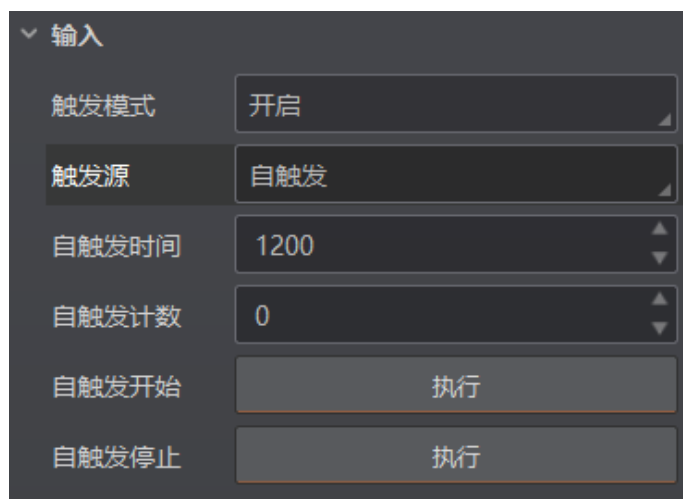 输入
触发模式 开启
触发源 自触发
自触发时间 1200
自触发计数 0
自触发开始 执行
自触发停止 执行